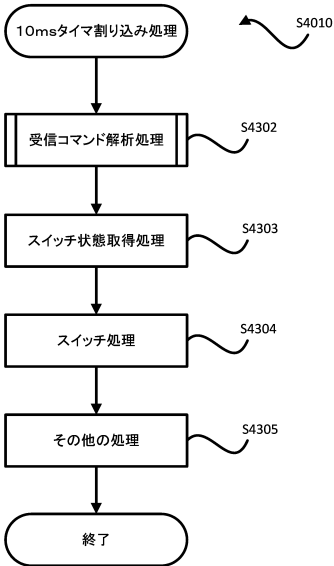 10msタイマ割り込み処理
S4010
受信コマンド解析処理
S4302
スイッチ状態取得処理
S4303
スイッチ処理
S4304
その他の処理
S4305
終了